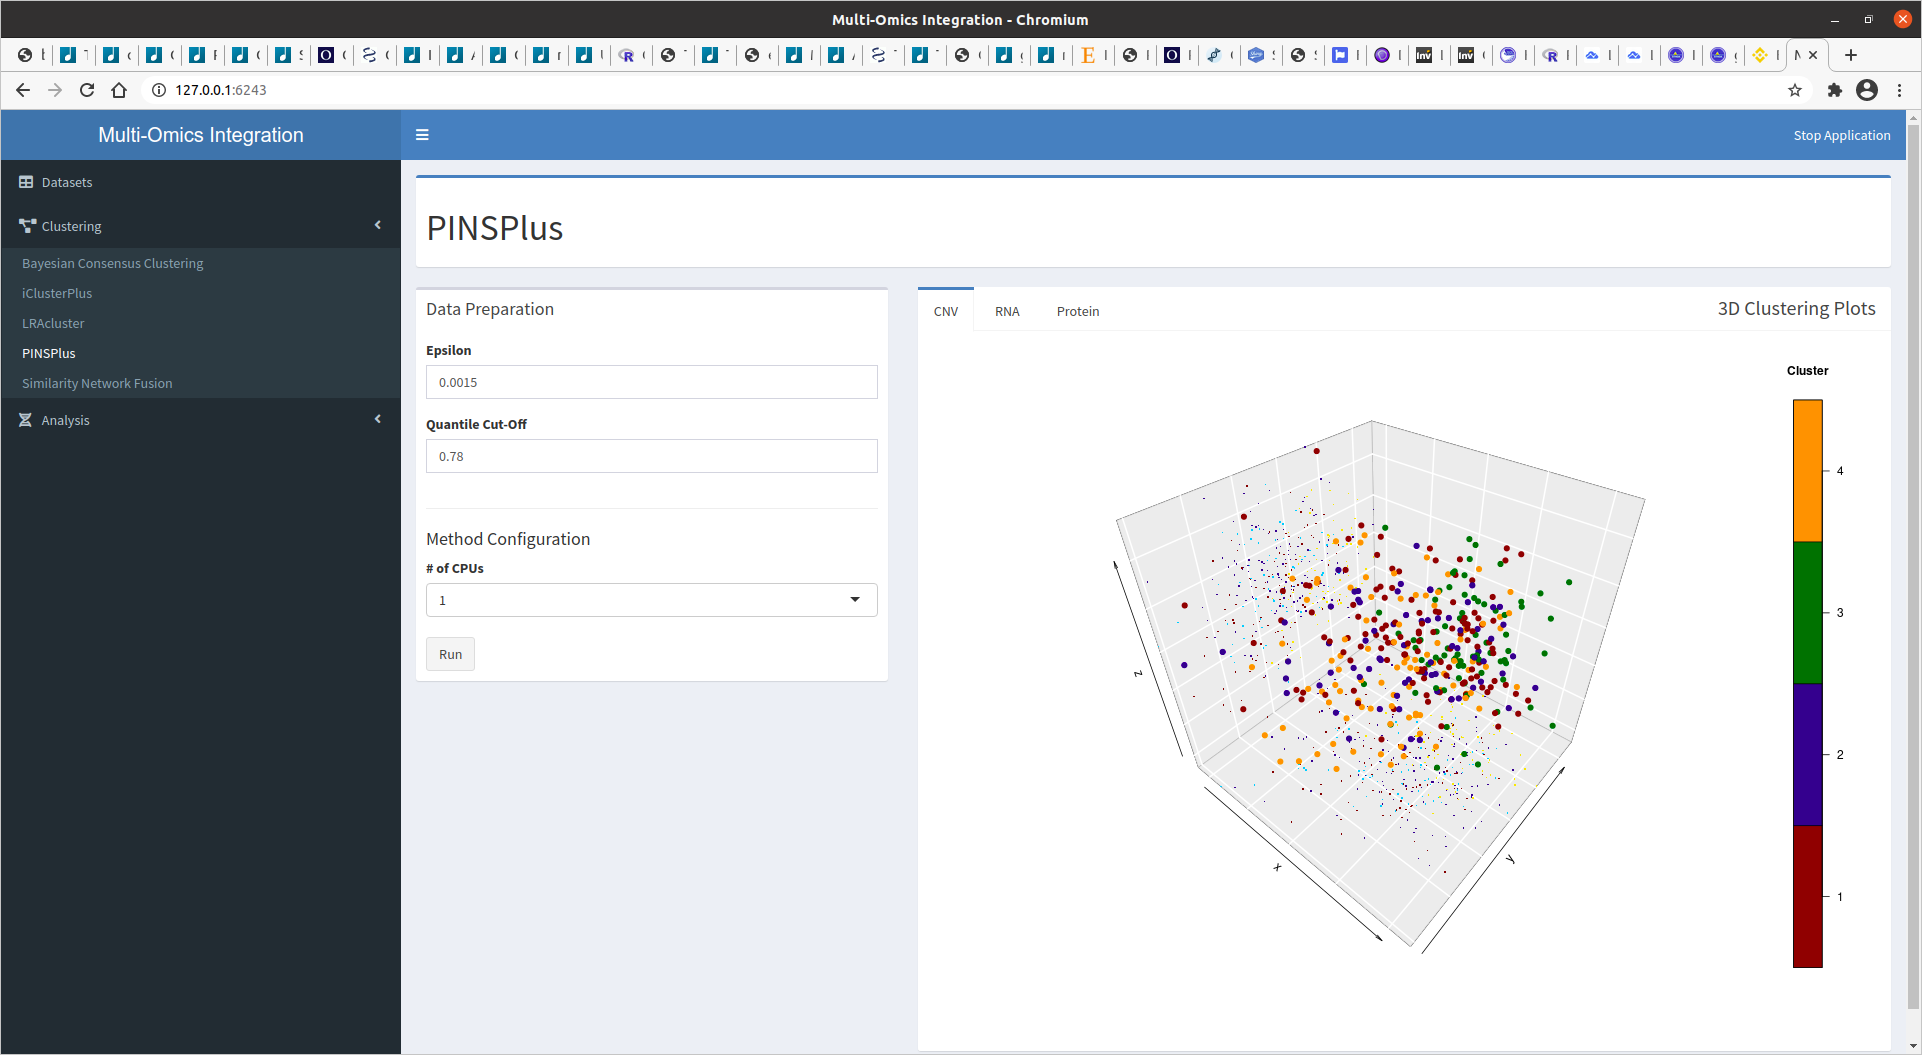 Multi-Omics Integration - Chromium
127.0.0.1:6243
Multi-Omics Integration
Stop Application
Datasets
Clustering
Bayesian Consensus Clustering
iClusterPlus
LRAcluster
PINSPlus
Similarity Network Fusion
Analysis
PINSPlus
Data Preparation
Epsilon
0.0015
Quantile Cut-Off
0.78
Method Configuration
# of CPUs
1
Run
CNV RNA Protein
3D Clustering Plots
Cluster
4
3
2
1
z
x
y